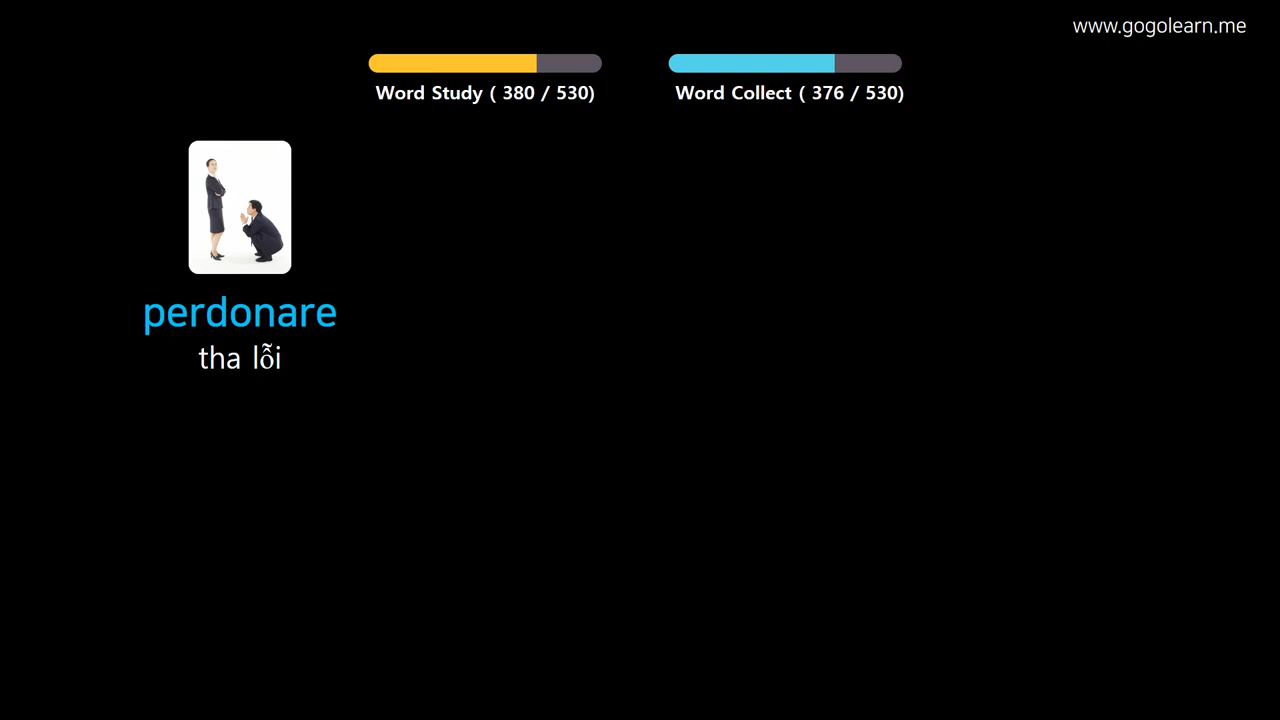 www.gogolearn.me
Word Study ( 380 / 530)
Word Collect ( 376 / 530)
perdonare
tha lỗi